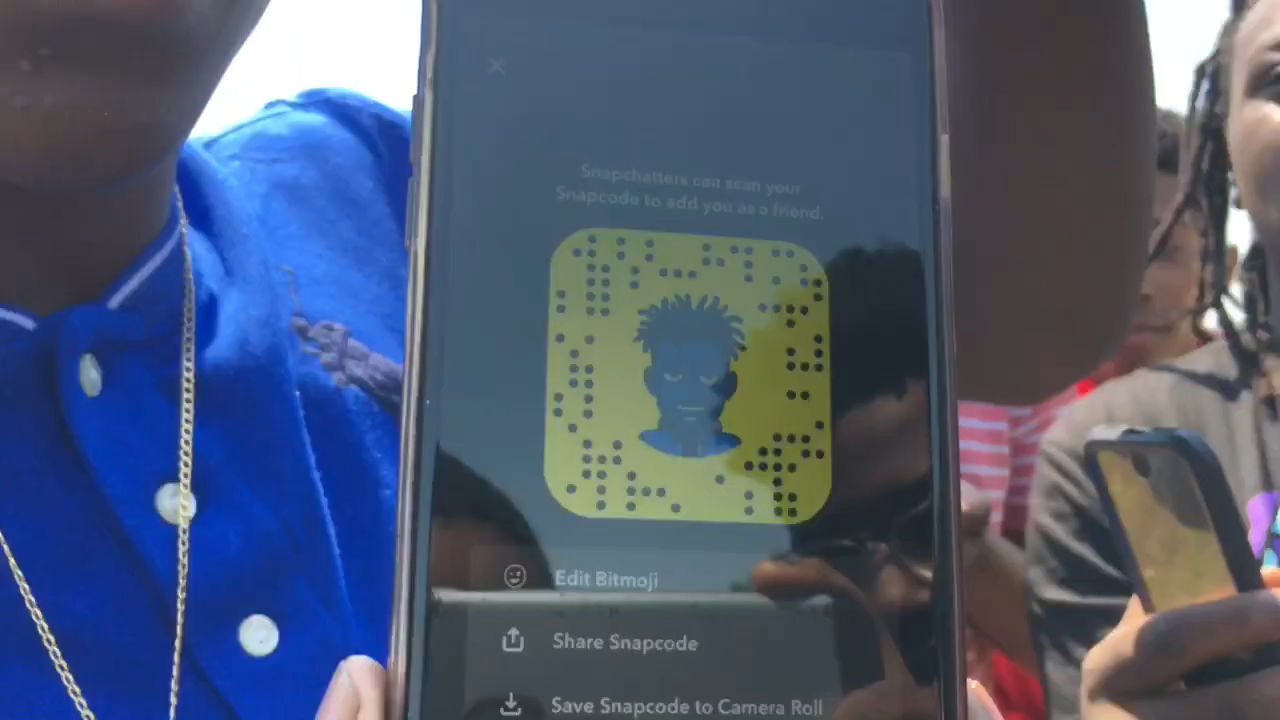 Snapchatters can scan your
Snapcode to add you as a friend.
Edit Bitmoji
Share Snapcode
Save Snapcode to Camera Roll